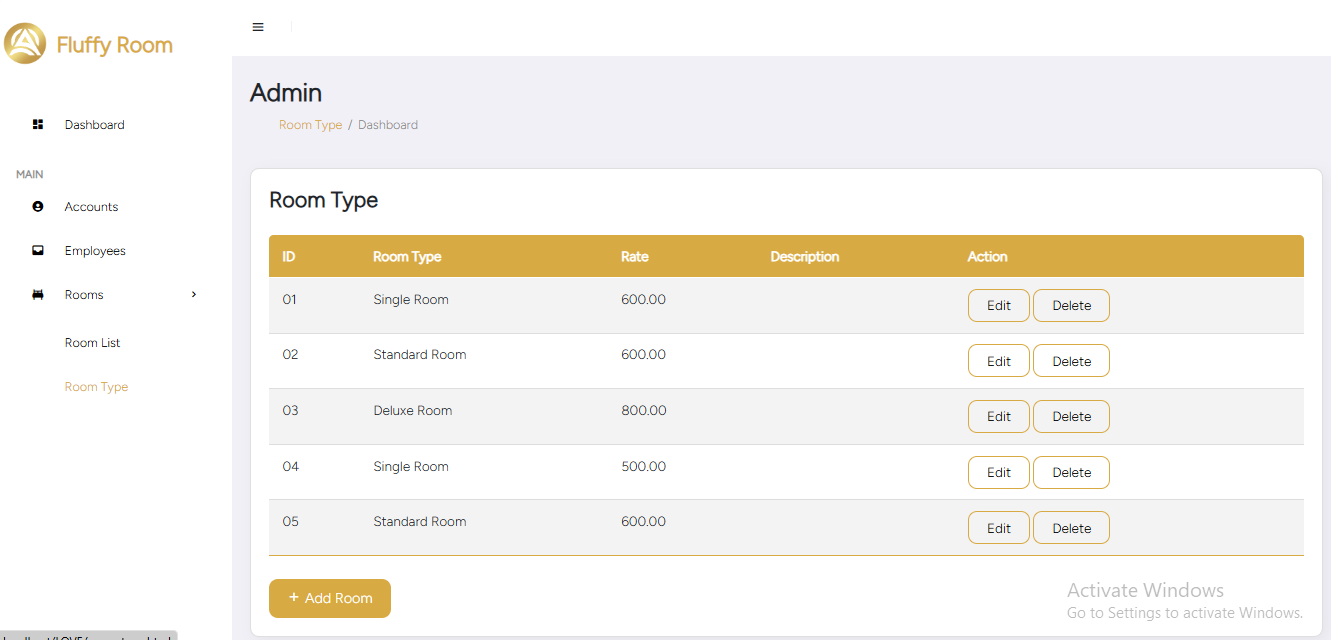 Fluffy Room
Dashboard
MAIN
Accounts
Employees
Rooms
Room List
Room Type
Admin
Room Type / Dashboard
Room Type
ID Room Type Rate Description Action
01 Single Room 600.00 Edit Delete
02 Standard Room 600.00 Edit Delete
03 Deluxe Room 800.00 Edit Delete
04 Single Room 500.00 Edit Delete
05 Standard Room 600.00 Edit Delete
+ Add Room
Activate Windows
Go to Settings to activate Windows.